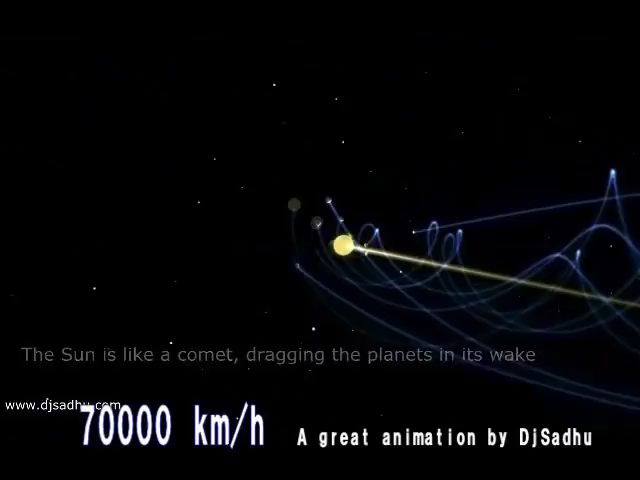 The Sun is like a comet, dragging the planets in its wake
www.djsadhu.com
70000 km/h A great animation by DjSadhu